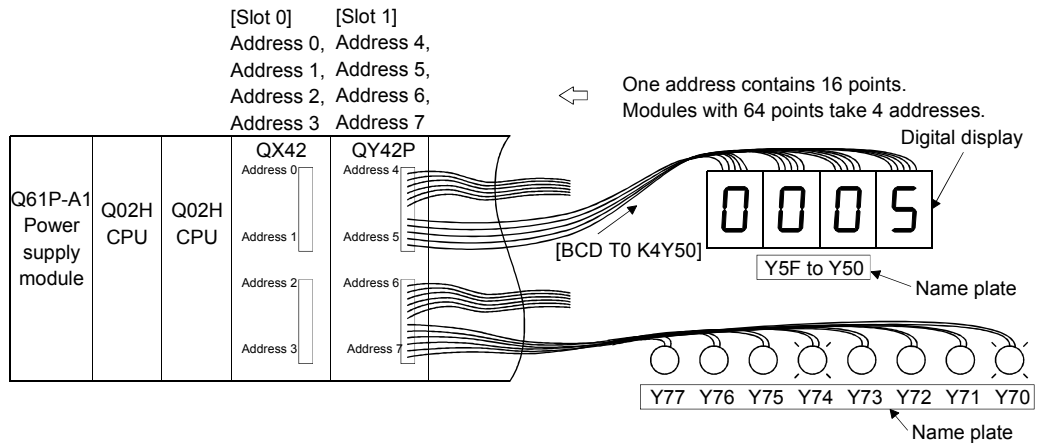 [Slot 0]
Address 0,
Address 1,
Address 2,
Address 3
[Slot 1]
Address 4,
Address 5,
Address 6,
Address 7
One address contains 16 points.
Modules with 64 points take 4 addresses.
Digital display
Q61P-A1
Power
supply
module
Q02H
CPU
Q02H
CPU
QX42
Address 0
Address 1
Address 2
Address 3
QY42P
Address 4
Address 5
Address 6
Address 7
[BCD T0 K4Y50]
0005
Y5F to Y50
Name plate
Y77 Y76 Y75 Y74 Y73 Y72 Y71 Y70
Name plate